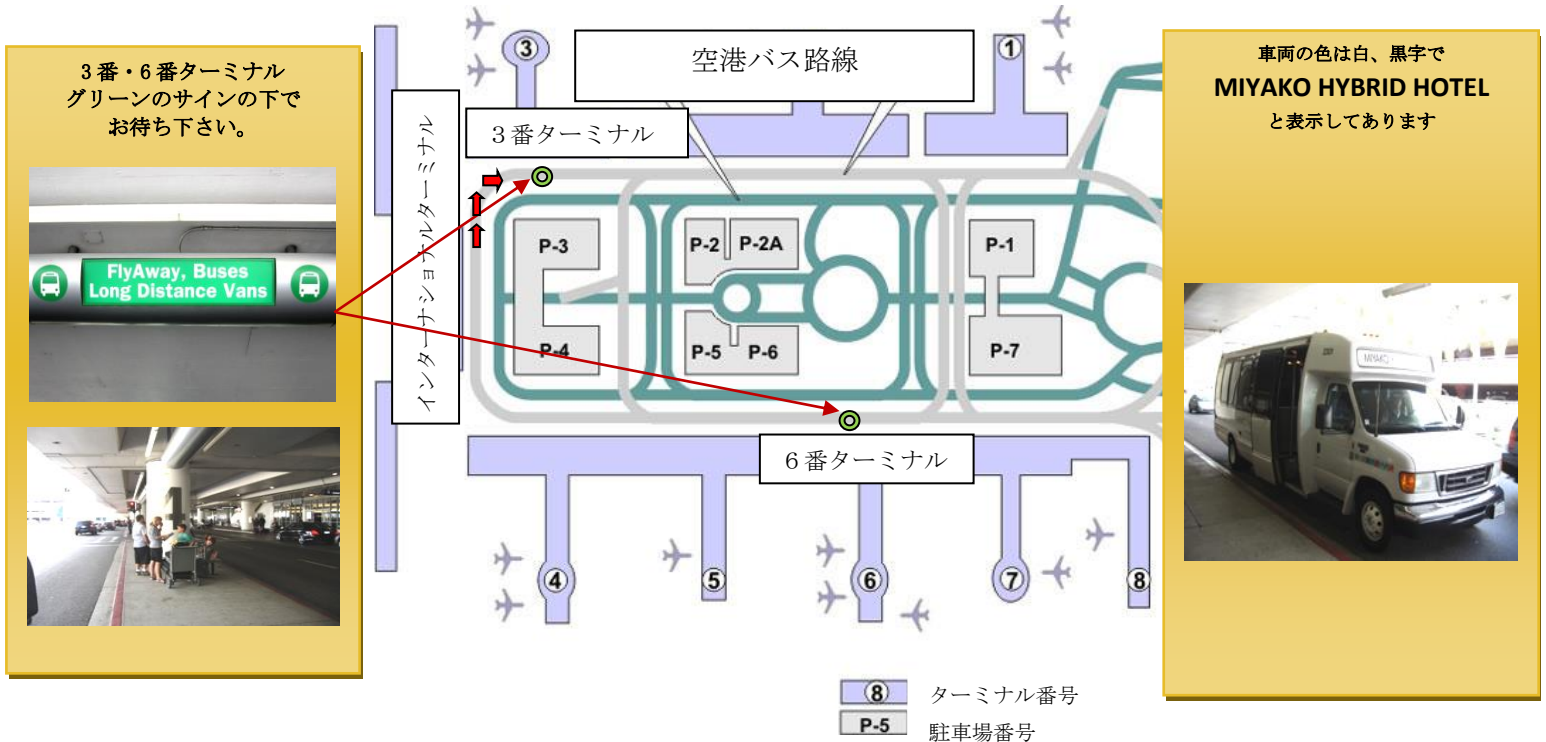 3番・6番ターミナル
グリーンのサインの下で
お待ち下さい。
FlyAway, Buses
Long Distance Vans
インターナショナルターミナル
3
空港バス路線
1
3番ターミナル
P-3
P-2
P-2A
P-1
P-4
P-5
P-6
P-7
6番ターミナル
4
5
6
7
8
8
ターミナル番号
P-5
駐車場番号
車両の色は白、黒字で
MIYAKO HYBRID HOTEL
と表示してあります
MIYAKO